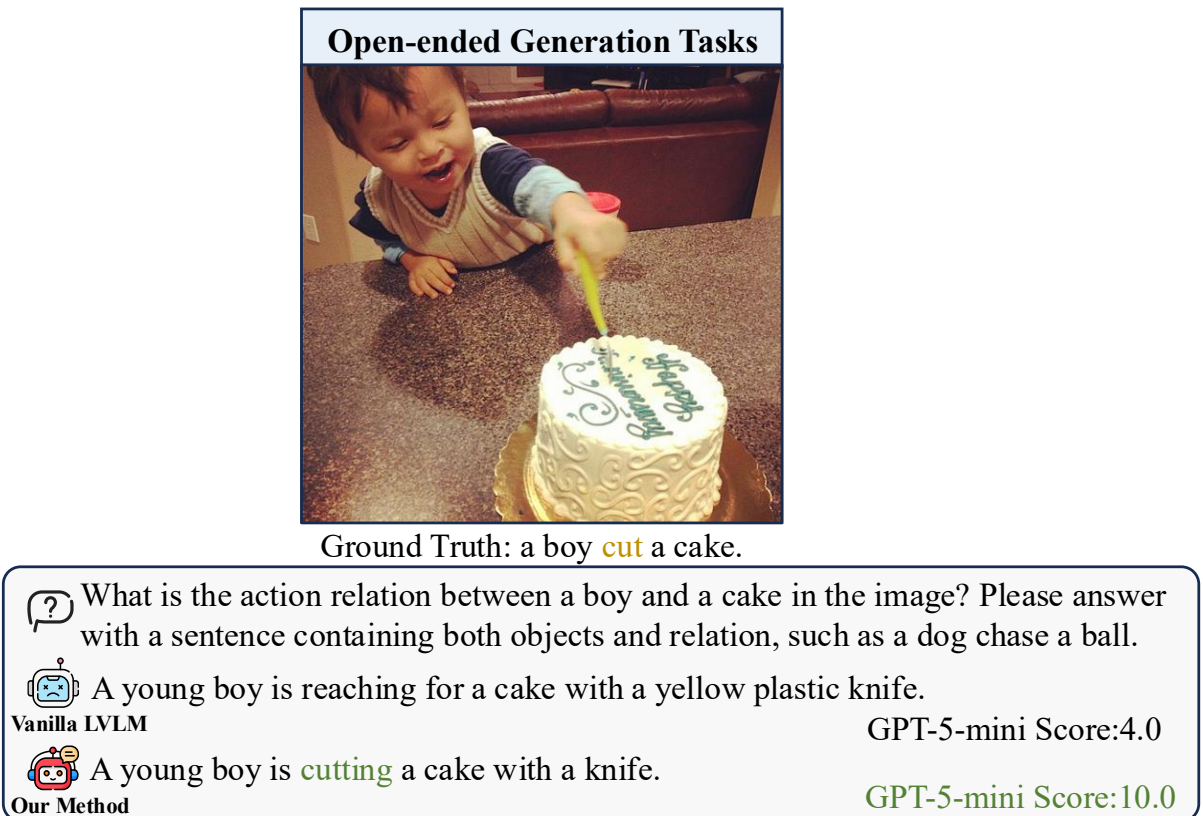 Open-ended Generation Tasks
Happy
Anniversary
Ground Truth: a boy cut a cake.
What is the action relation between a boy and a cake in the image? Please answer
with a sentence containing both objects and relation, such as a dog chase a ball.
A young boy is reaching for a cake with a yellow plastic knife.
Vanilla LVLM
GPT-5-mini Score:4.0
A young boy is cutting a cake with a knife.
Our Method
GPT-5-mini Score:10.0